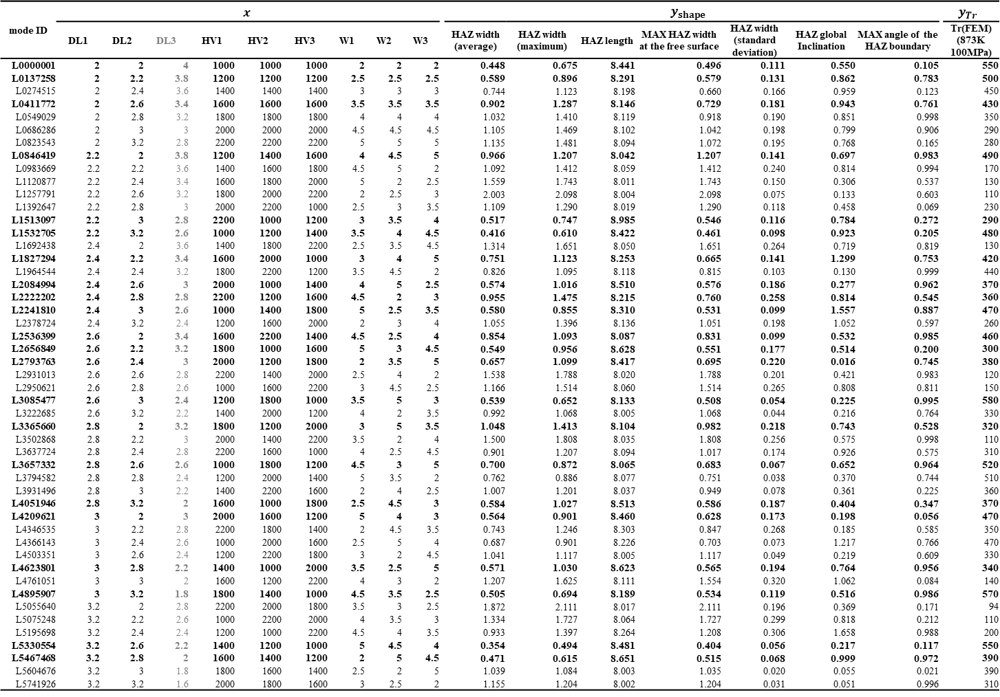 x y_shape y_Tr
mode ID DL1 DL2 DL3 HV1 HV2 HV3 W1 W2 W3 HAZ width (average) HAZ width (maximum) HAZ length MAX HAZ width at the free surface HAZ width (standard deviation) HAZ global Inclination MAX angle of the HAZ boundary Tr(FEM) (873K 100MPa)
L0000001 2 2 4 1000 1000 1000 2 2 2 0.448 0.675 8.441 0.496 0.111 0.550 0.105 550
L0137258 2 2.2 3.8 1200 1200 1200 2.5 2.5 2.5 0.589 0.896 8.291 0.579 0.131 0.862 0.783 500
L0274515 2 2.4 3.6 1400 1400 1400 3 3 3 0.744 1.123 8.198 0.660 0.166 0.959 0.123 450
L0411772 2 2.6 3.4 1600 1600 1600 3.5 3.5 3.5 0.902 1.287 8.146 0.729 0.181 0.943 0.761 430
L0549029 2 2.8 3.2 1800 1800 1800 4 4 4 1.032 1.410 8.119 0.918 0.190 0.851 0.998 350
L0686286 2 3 3 2000 2000 2000 4.5 4.5 4.5 1.105 1.469 8.102 1.042 0.198 0.799 0.906 290
L0823543 2 3.2 2.8 2200 2200 2200 5 5 5 1.135 1.481 8.094 1.072 0.195 0.768 0.165 280
L0846419 2.2 2 3.8 1200 1400 1600 4 4.5 5 0.966 1.207 8.042 1.207 0.141 0.697 0.983 490
L0983669 2.2 2.2 3.6 1400 1600 1800 4.5 5 2 1.092 1.412 8.059 1.412 0.240 0.814 0.994 170
L1120877 2.2 2.4 3.4 1600 1800 2000 5 2 2.5 1.559 1.743 8.011 1.743 0.150 0.306 0.537 130
L1257791 2.2 2.6 3.2 1800 2000 2200 2 2.5 3 2.003 2.098 8.004 2.098 0.075 0.133 0.603 110
L1392647 2.2 2.8 3 2000 2200 1000 2.5 3 3.5 1.109 1.290 8.019 1.290 0.118 0.458 0.069 230
L1513097 2.2 3 2.8 2200 1000 1200 3 3.5 4 0.517 0.747 8.985 0.546 0.116 0.784 0.272 290
L1532705 2.2 3.2 2.6 1000 1200 1400 3.5 4 4.5 0.416 0.610 8.422 0.461 0.098 0.923 0.205 480
L1692438 2.4 2 3.6 1400 1800 2200 2.5 3.5 4.5 1.314 1.651 8.050 1.651 0.264 0.719 0.819 130
L1827294 2.4 2.2 3.4 1600 2000 1000 3 4 5 0.751 1.123 8.253 0.665 0.141 1.299 0.753 420
L1964544 2.4 2.4 3.2 1800 2200 1200 3.5 4.5 2 0.826 1.095 8.118 0.815 0.103 0.130 0.999 440
L2084994 2.4 2.6 3 2000 1000 1400 4 5 2.5 0.574 1.016 8.510 0.576 0.186 0.277 0.962 370
L2222202 2.4 2.8 2.8 2200 1200 1600 4.5 2 3 0.955 1.475 8.215 0.760 0.258 0.814 0.545 360
L2241810 2.4 3 2.6 1000 1400 1800 5 2.5 3.5 0.580 0.855 8.310 0.531 0.099 1.557 0.887 470
L2378724 2.4 3.2 2.4 1200 1600 2000 2 3 4 1.055 1.396 8.136 1.051 0.198 1.052 0.597 260
L2536399 2.6 2 3.4 1600 2200 1400 4.5 2.5 4 0.854 1.093 8.087 0.831 0.099 0.532 0.985 460
L2656849 2.6 2.2 3.2 1800 1000 1600 5 3 4.5 0.549 0.956 8.628 0.551 0.177 0.514 0.200 300
L2793763 2.6 2.4 3 2000 1200 1800 2 3.5 5 0.657 1.099 8.417 0.695 0.220 0.016 0.745 380
L2931013 2.6 2.6 2.8 2200 1400 2000 2.5 4 2 1.538 1.788 8.020 1.788 0.201 0.421 0.983 120
L2950621 2.6 2.8 2.6 1000 1600 2200 3 4.5 2.5 1.166 1.514 8.060 1.514 0.265 0.808 0.811 150
L3085477 2.6 3 2.4 1200 1800 1000 3.5 5 3 0.539 0.652 8.133 0.508 0.054 0.225 0.995 580
L3222685 2.6 3.2 2.2 1400 2000 1200 4 2 3.5 0.992 1.068 8.005 1.068 0.044 0.216 0.764 330
L3365660 2.8 2 3.2 1800 1200 2000 3 5 3.5 1.048 1.413 8.104 0.982 0.218 0.743 0.528 320
L3502868 2.8 2.2 3 2000 1400 2200 3.5 2 4 1.500 1.808 8.035 1.808 0.256 0.575 0.998 110
L3637724 2.8 2.4 2.8 2200 1600 1000 4 2.5 4.5 0.901 1.207 8.094 1.017 0.174 0.926 0.575 310
L3657332 2.8 2.6 2.6 1000 1800 1200 4.5 3 5 0.700 0.872 8.065 0.683 0.067 0.652 0.964 520
L3794582 2.8 2.8 2.4 1200 2000 1400 5 3.5 2 0.762 0.886 8.077 0.751 0.038 0.370 0.744 510
L3931496 2.8 3 2.2 1400 2200 1600 2 4 2.5 1.007 1.201 8.037 0.949 0.078 0.361 0.225 360
L4051946 2.8 3.2 2 1600 1000 1800 2.5 4.5 3 0.584 1.027 8.513 0.586 0.187 0.404 0.347 370
L4209621 3 2 3 2000 1600 1200 5 4 3 0.564 0.901 8.460 0.628 0.173 0.198 0.056 470
L4346535 3 2.2 2.8 2200 1800 1400 2 4.5 3.5 0.743 1.246 8.303 0.847 0.268 0.185 0.585 350
L4366143 3 2.4 2.6 1000 2000 1600 2.5 5 4 0.687 0.901 8.226 0.703 0.073 1.217 0.766 470
L4503351 3 2.6 2.4 1200 2200 1800 3 2 4.5 1.041 1.117 8.005 1.117 0.049 0.219 0.609 330
L4623801 3 2.8 2.2 1400 1000 2000 3.5 2.5 5 0.571 1.030 8.623 0.565 0.194 0.764 0.956 340
L4761051 3 3 2 1600 1200 2200 4 3 2 1.207 1.625 8.111 1.554 0.320 1.062 0.084 140
L4895907 3 3.2 1.8 1800 1400 1000 4.5 3.5 2.5 0.505 0.694 8.189 0.534 0.119 0.516 0.986 570
L5055640 3.2 2 2.8 2200 2000 1800 3.5 3 2.5 1.872 2.111 8.017 2.111 0.196 0.369 0.171 94
L5075248 3.2 2.2 2.6 1000 2200 2000 4 3.5 3 1.334 1.727 8.064 1.727 0.299 0.818 0.212 110
L5195698 3.2 2.4 2.4 1200 1000 2200 4.5 4 3.5 0.933 1.397 8.264 1.208 0.306 1.658 0.988 200
L5330554 3.2 2.6 2.2 1400 1200 1000 5 4.5 4 0.354 0.494 8.481 0.404 0.056 0.217 0.117 550
L5467468 3.2 2.8 2 1600 1400 1200 2 5 4.5 0.471 0.615 8.651 0.515 0.068 0.999 0.972 390
L5604676 3.2 3 1.8 1800 1600 1400 2.5 2 5 1.039 1.084 8.003 1.035 0.020 0.055 0.021 390
L5741926 3.2 3.2 1.6 2000 1800 1600 3 2.5 2 1.155 1.204 8.002 1.204 0.031 0.051 0.996 310